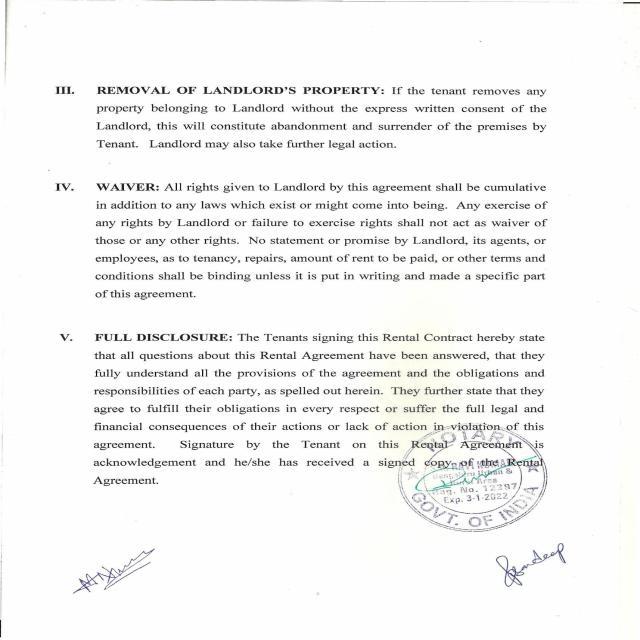 III. REMOVAL OF LANDLORD'S PROPERTY: If the tenant removes any
property belonging to Landlord without the express written consent of the
Landlord, this will constitute abandonment and surrender of the premises by
Tenant. Landlord may also take further legal action.
IV. WAIVER: All rights given to Landlord by this agreement shall be cumulative
in addition to any laws which exist or might come into being. Any exercise of
any rights by Landlord or failure to exercise rights shall not act as waiver of
those or any other rights. No statement or promise by Landlord, its agents, or
employees, as to tenancy, repairs, amount of rent to be paid, or other terms and
conditions shall be binding unless it is put in writing and made a specific part
of this agreement.
V. FULL DISCLOSURE: The Tenants signing this Rental Contract hereby state
that all questions about this Rental Agreement have been answered, that they
fully understand all the provisions of the agreement and the obligations and
responsibilities of each party, as spelled out herein. They further state that they
agree to fulfill their obligations in every respect or suffer the full legal and
financial consequences of their actions or lack of action in violation of this
agreement. Signature by the Tenant on this Rental Agreement is
acknowledgement and he/she has received a signed copy of the Rental
Agreement.
NOTARY
Area
Reg. No. 12297
Exp. 3-1-2022
GOVT. OF INDIA
Sandeep